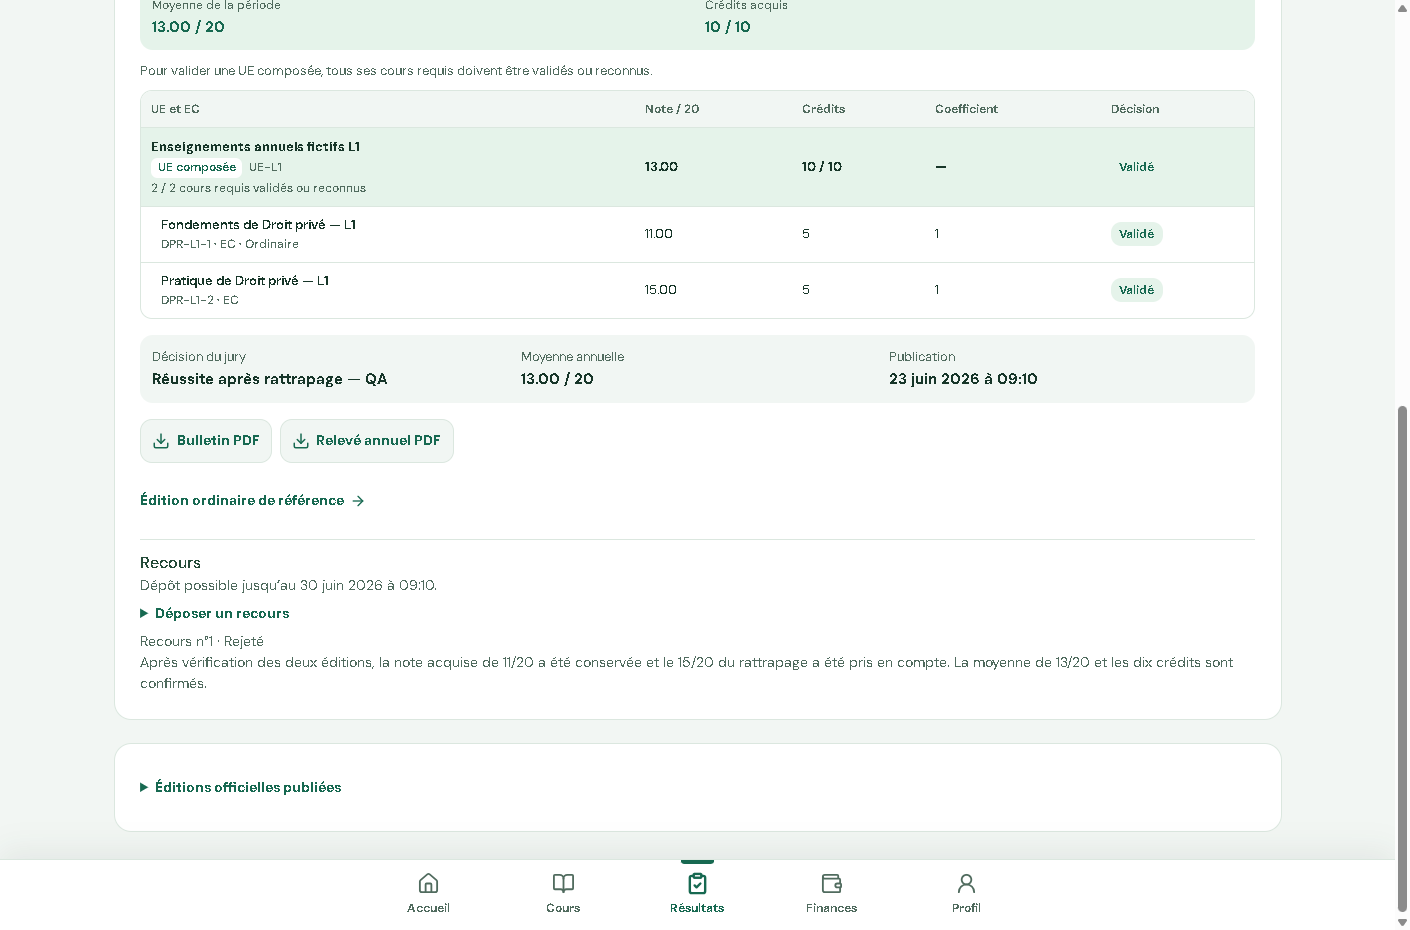 Moyenne de la période
Crédits acquis
13.00 / 20
10 / 10
Pour valider une UE composée, tous ses cours requis doivent être validés ou reconnus.
UE et EC
Note / 20
Crédits
Coefficient
Décision
Enseignements annuels fictifs L1
UE composée UE-L1
2 / 2 cours requis validés ou reconnus
13.00
10 / 10
—
Validé
Fondements de Droit privé — L1
DPR-L1-1 · EC · Ordinaire
11.00
5
1
Validé
Pratique de Droit privé — L1
DPR-L1-2 · EC
15.00
5
1
Validé
Décision du jury
Réussite après rattrapage — QA
Moyenne annuelle
13.00 / 20
Publication
23 juin 2026 à 09:10
Bulletin PDF
Relevé annuel PDF
Édition ordinaire de référence →
Recours
Dépôt possible jusqu’au 30 juin 2026 à 09:10.
Déposer un recours
Recours n°1 · Rejeté
Après vérification des deux éditions, la note acquise de 11/20 a été conservée et le 15/20 du rattrapage a été pris en compte. La moyenne de 13/20 et les dix crédits sont
confirmés.
Éditions officielles publiées
Accueil
Cours
Résultats
Finances
Profil